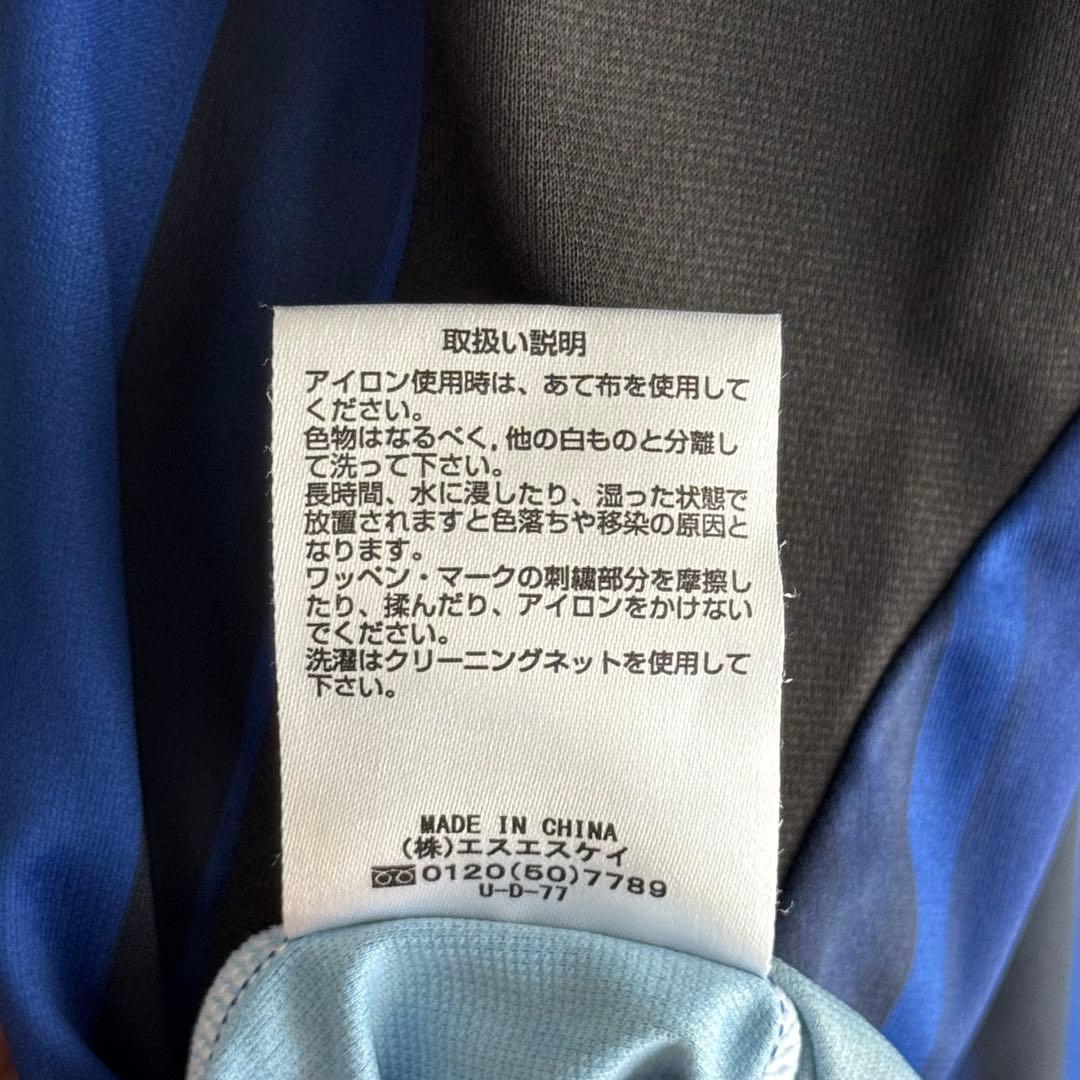 取扱い説明
アイロン使用時は、あて布を使用して
ください。
色物はなるべく,他の白ものと分離し
て洗って下さい。
長時間、水に浸したり、湿った状態で
放置されますと色落ちや移染の原因と
なります。
ワッペン・マークの刺繍部分を摩擦し
たり、揉んだり、アイロンをかけない
でください。
洗濯はクリーニングネットを使用して
下さい。
MADE IN CHINA
(株)エスエスケイ
0120(50)7789
U-D-77